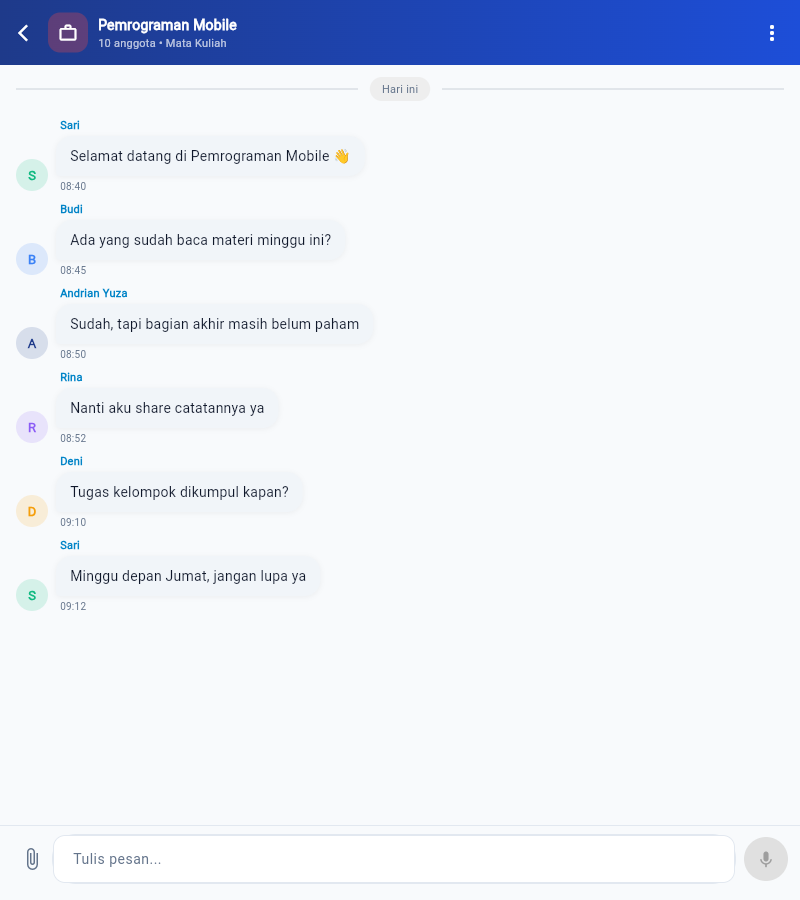 Pemrograman Mobile
10 anggota • Mata Kuliah
Hari ini
Sari
Selamat datang di Pemrograman Mobile 👋
S
08:40
Budi
Ada yang sudah baca materi minggu ini?
B
08:45
Andrian Yuza
Sudah, tapi bagian akhir masih belum paham
A
08:50
Rina
Nanti aku share catatannya ya
R
08:52
Deni
Tugas kelompok dikumpul kapan?
D
09:10
Sari
Minggu depan Jumat, jangan lupa ya
S
09:12
Tulis pesan...